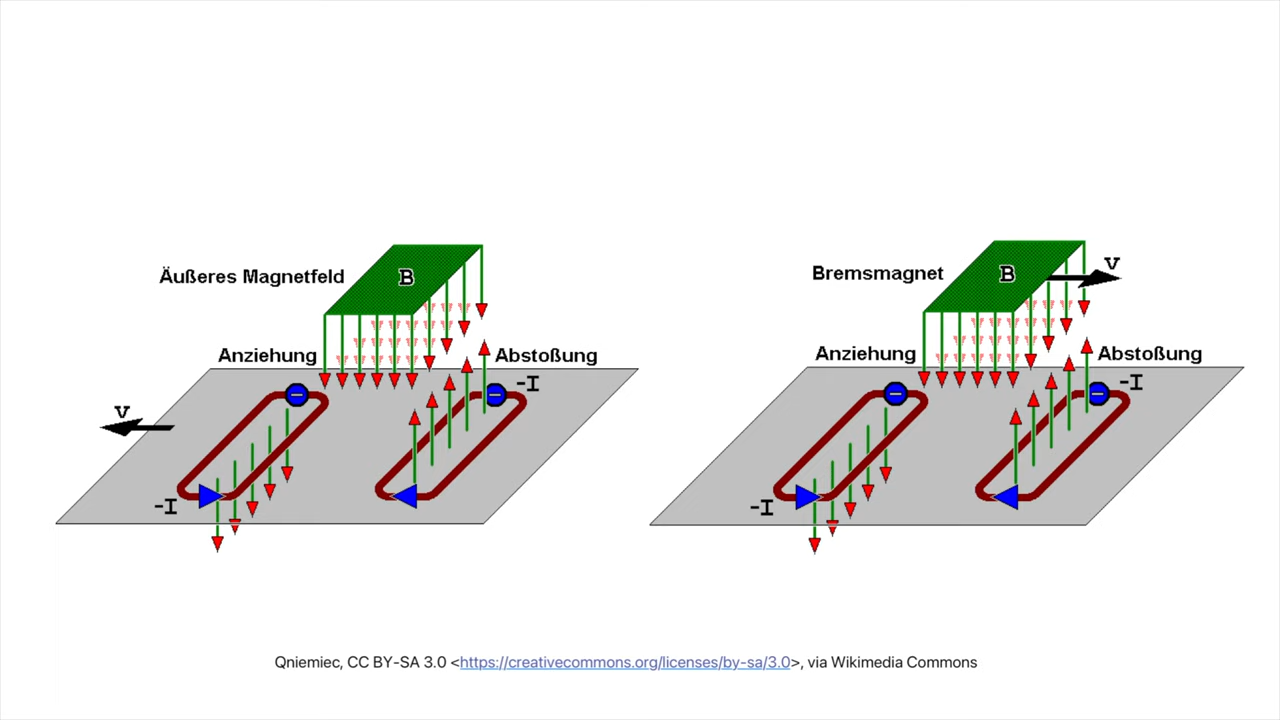 Äußeres Magnetfeld
B
Anziehung
Abstoßung
-I
V
-I
Bremsmagnet
B
V
Anziehung
Abstoßung
-I
-I
Qniemiec, CC BY-SA 3.0 <https://creativecommons.org/licenses/by-sa/3.0>, via Wikimedia Commons